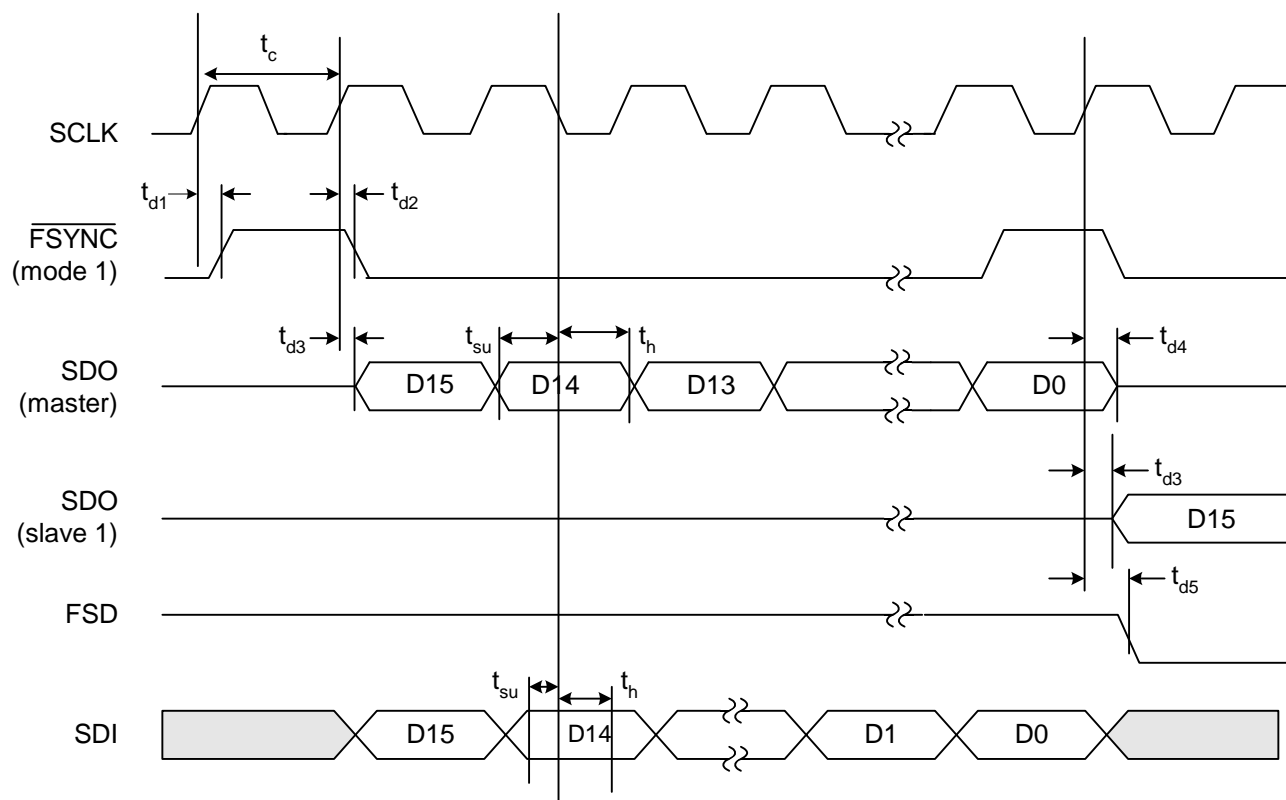 t_c
SCLK
t_d1
t_d2
FSYNC
(mode 1)
t_d3
t_su
t_h
t_d4
SDO
(master)
D15
D14
D13
D0
t_d3
SDO
(slave 1)
D15
t_d5
FSD
t_su
t_h
SDI
D15
D14
D1
D0